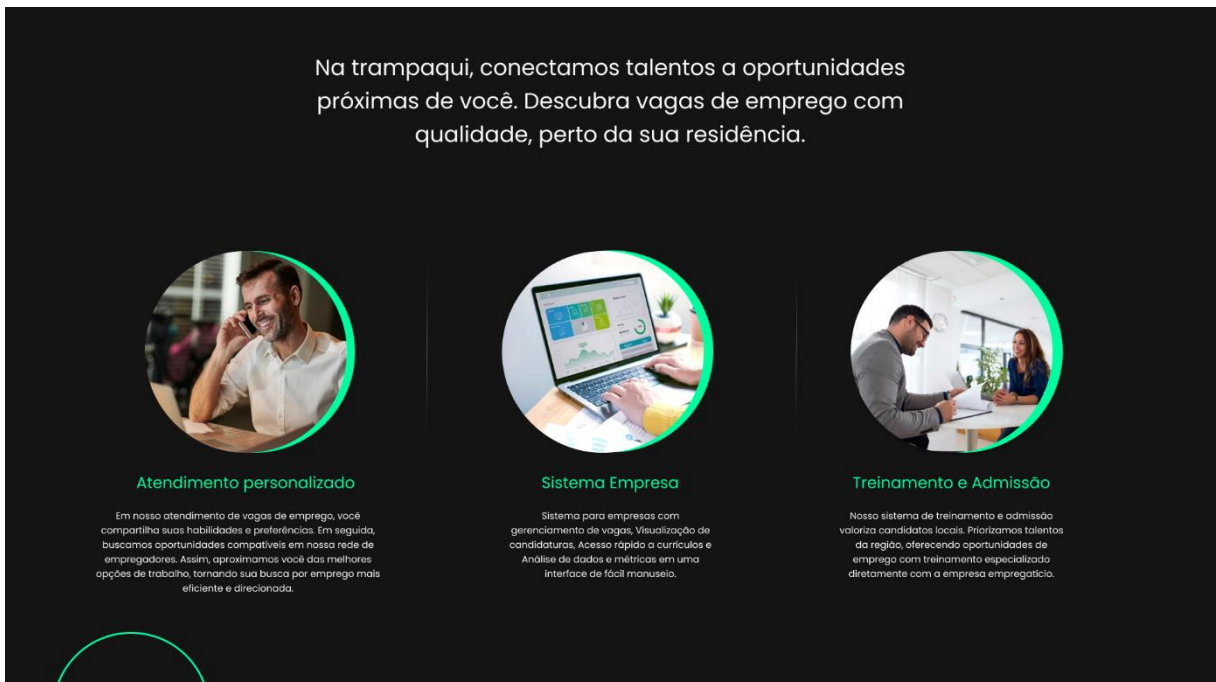 Na trampaqui, conectamos talentos a oportunidades
próximas de você. Descubra vagas de emprego com
qualidade, perto da sua residência.
Atendimento personalizado
Em nosso atendimento de vagas de emprego, você
compartilha suas habilidades e preferências. Em seguida,
buscamos oportunidades compatíveis em nossa rede de
empregadores. Assim, aproximamos você das melhores
opções de trabalho, tornando sua busca por emprego mais
eficiente e direcionada.
Sistema Empresa
Sistema para empresas com
gerenciamento de vagas, Visualização de
candidaturas, Acesso rápido a currículos e
Análise de dados e métricas em uma
interface de fácil manuseio.
Treinamento e Admissão
Nosso sistema de treinamento e admissão
valoriza candidatos locais. Priorizamos talentos
da região, oferecendo oportunidades de
emprego com treinamento especializado
diretamente com a empresa empregatício.